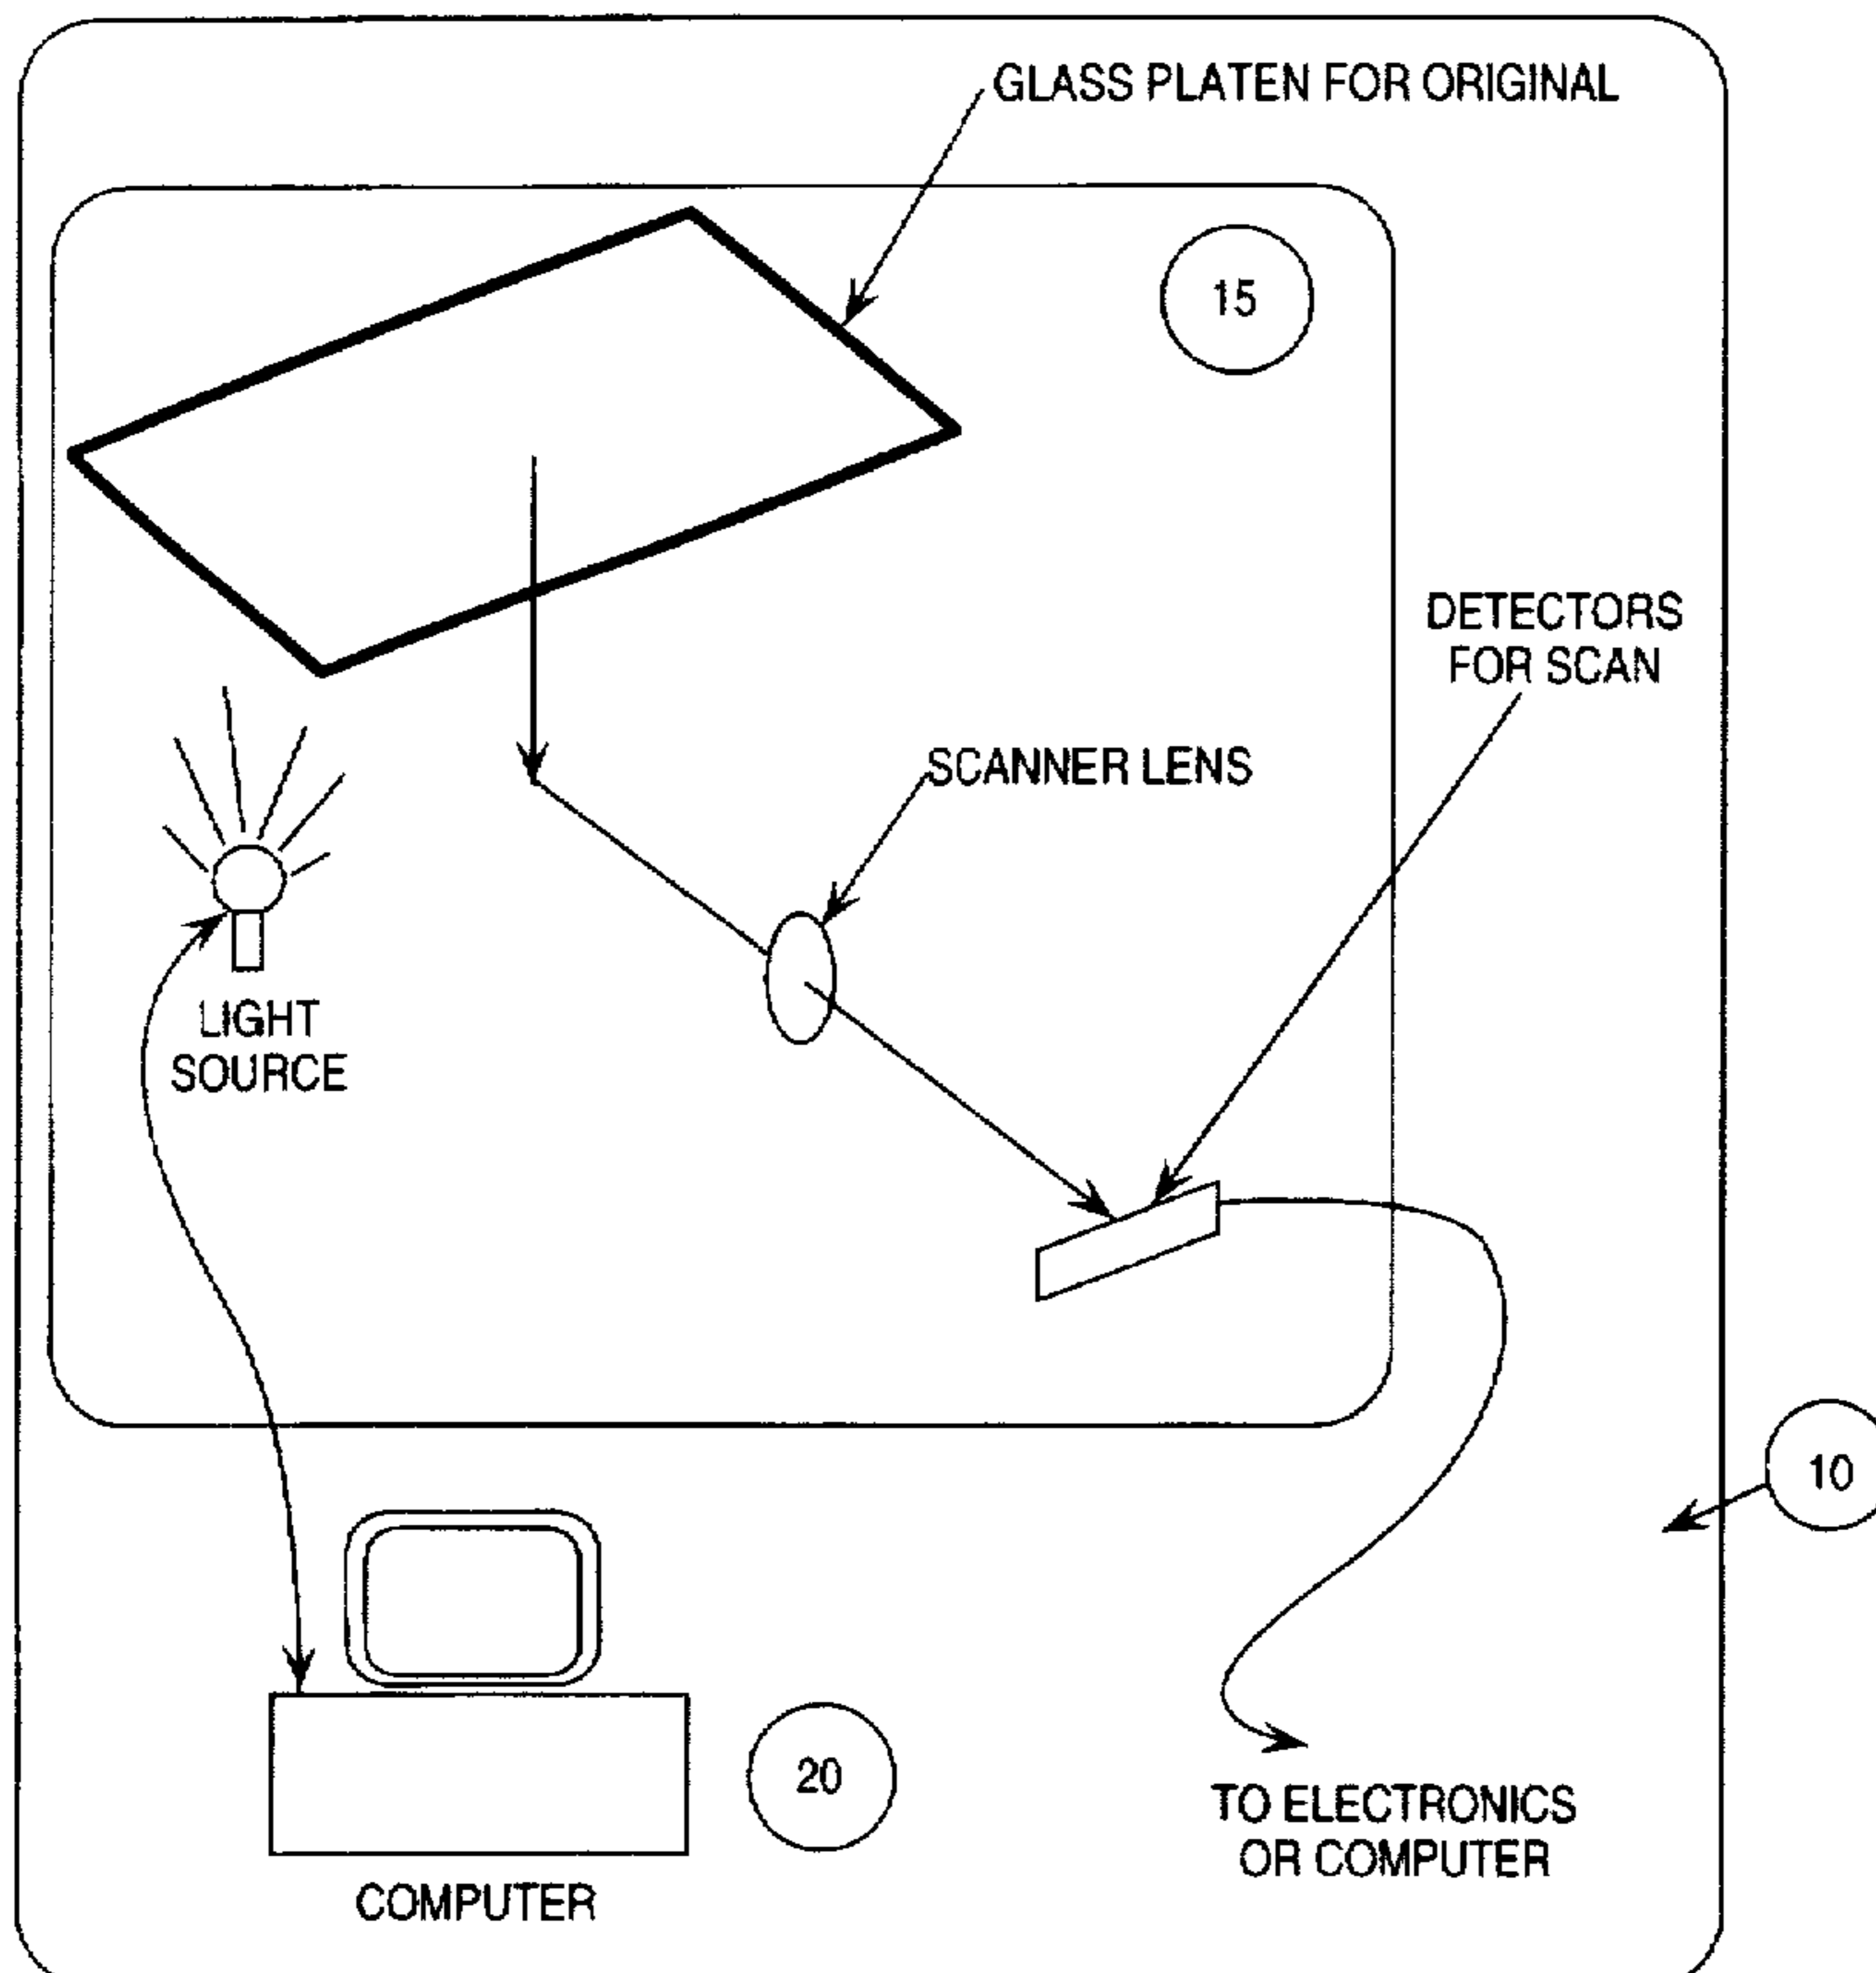 GLASS PLATEN FOR ORIGINAL
15
DETECTORS
FOR SCAN
SCANNER LENS
LIGHT
SOURCE
10
20
TO ELECTRONICS
OR COMPUTER
COMPUTER